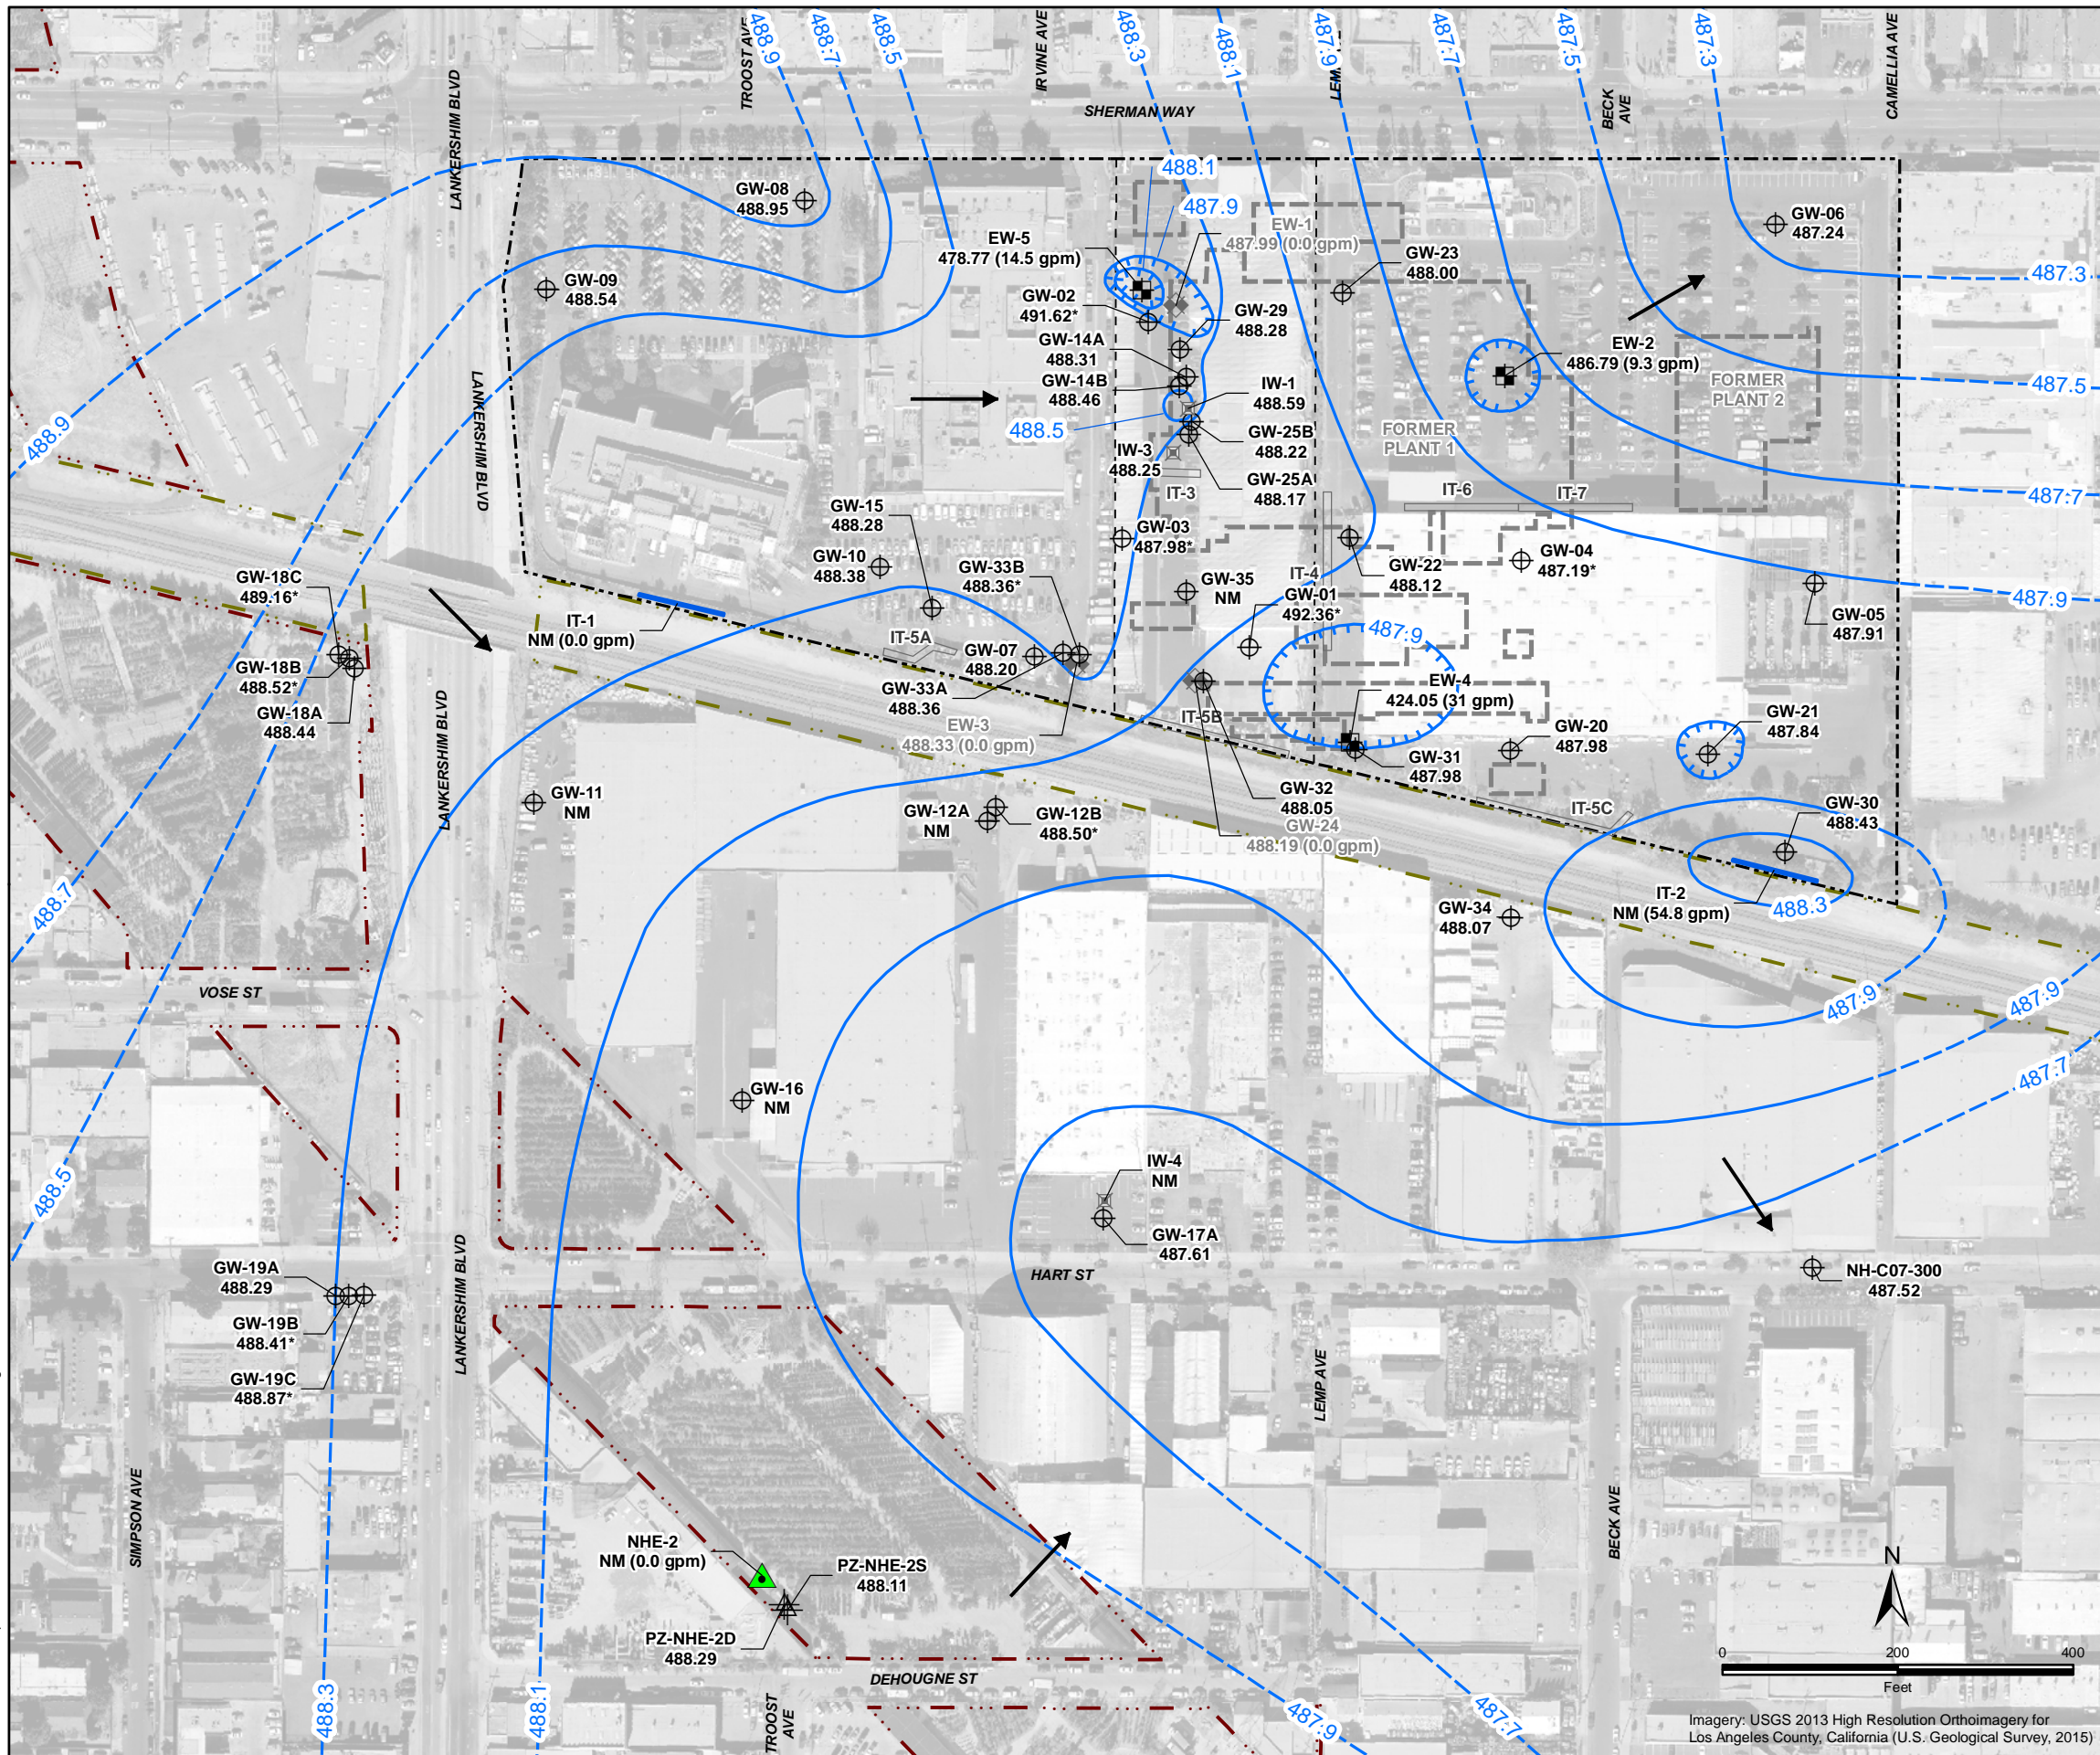 488.9
488.7
488.5
488.3
488.1
487.9
487.7
487.5
487.3
TROOST AVE
IRVINE AVE
BECK
AVE
CAMELLIA AVE
LANKERSHIM BLVD
SHERMAN WAY
488.1
487.9
GW-08
488.95
EW-5
478.77 (14.5 gpm)
EW-1
487.99 (0.0 gpm)
GW-23
488.00
GW-06
487.24
487.3
GW-09
488.54
GW-02
491.62*
GW-29
488.28
GW-14A
488.31
EW-2
486.79 (9.3 gpm)
GW-14B
488.46
IW-1
488.59
FORMER
PLANT 2
487.5
LANKERSHIM BLVD
488.9
488.5
GW-25B
488.22
FORMER
PLANT 1
IW-3
488.25
GW-25A
488.17
IT-3
IT-6
IT-7
487.7
GW-15
488.28
GW-03
487.98*
GW-10
488.38
GW-33B
488.36*
GW-04
487.19*
GW-22
488.12
IT-4
GW-18C
489.16*
GW-35
NM
GW-01
492.36*
487.9
IT-1
NM (0.0 gpm)
IT-5A
487.9
GW-05
487.91
GW-07
488.20
GW-18B
488.52*
GW-33A
488.36
EW-4
424.05 (31 gpm)
GW-18A
488.44
EW-3
488.33 (0.0 gpm)
IT-5B
GW-20
487.98
GW-21
487.84
LANKERSHIM BLVD
GW-31
487.98
GW-11
NM
GW-12A
NM
GW-12B
488.50*
GW-32
488.05
GW-24
488.19 (0.0 gpm)
IT-5C
GW-30
488.43
488.7
GW-34
488.07
IT-2
NM (54.8 gpm)
488.3
VOSE ST
487.9
487.9
487.7
GW-16
NM
488.5
IW-4
NM
GW-17A
487.61
GW-19A
488.29
HART ST
NH-C07-300
487.52
GW-19B
488.41*
LANKERSHIM BLVD
GW-19C
488.87*
LEMP AVE
SIMPSON AVE
BECK AVE
NHE-2
NM (0.0 gpm)
PZ-NHE-2S
488.11
N
PZ-NHE-2D
488.29
0 200 400
Feet
DEHOUGNE ST
488.3
488.1
TROOST
AVE
487.9
487.7
Imagery: USGS 2013 High Resolution Orthoimagery for
Los Angeles County, California (U.S. Geological Survey, 2015)